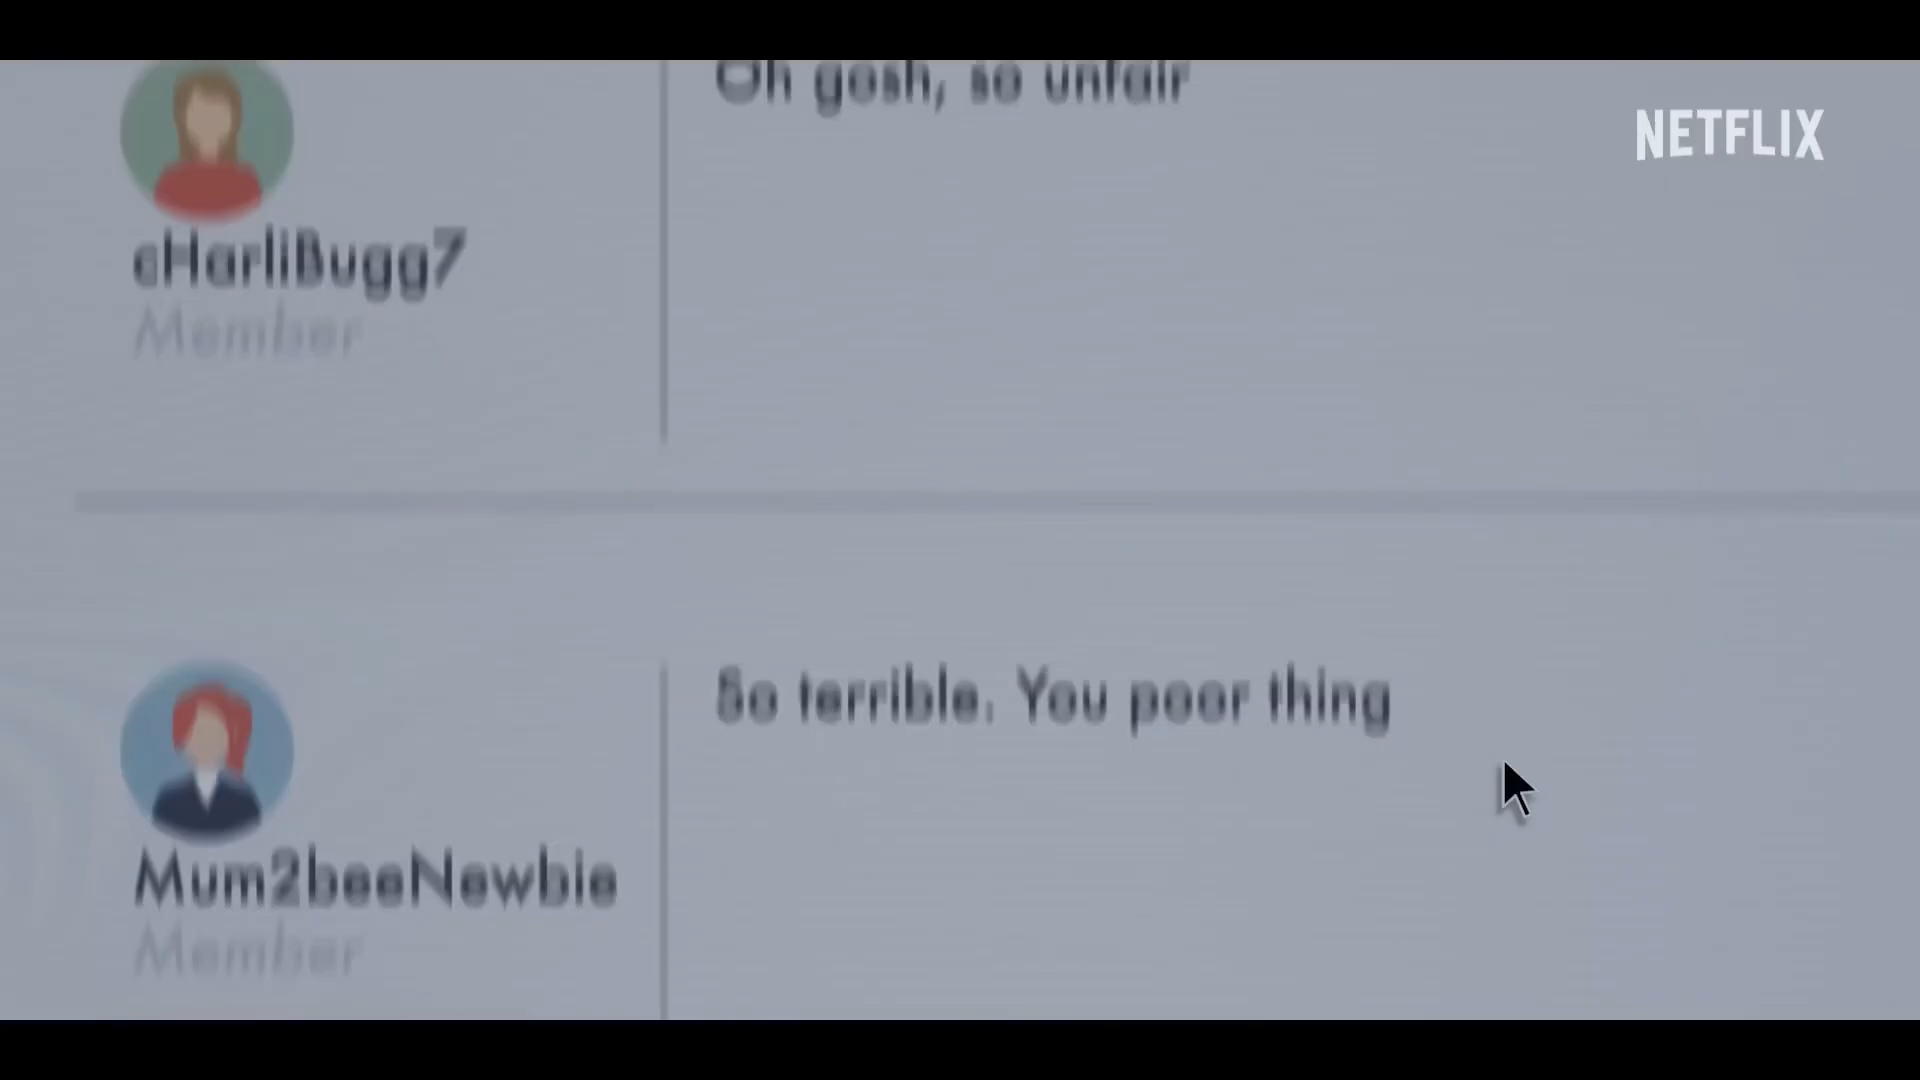 Oh gosh, so unfair
NETFLIX
cHarliBugg7
Member
So terrible. You poor thing
Mum2beeNewbie
Member